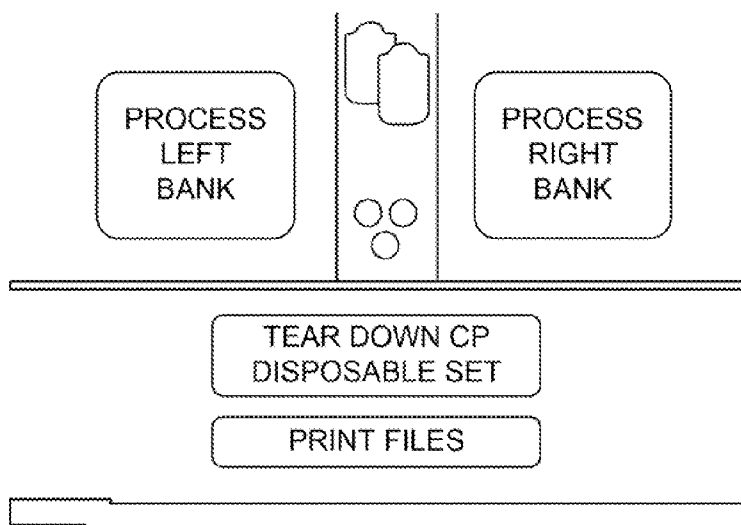 PROCESS
LEFT
BANK
PROCESS
RIGHT
BANK
TEAR DOWN CP
DISPOSABLE SET
PRINT FILES